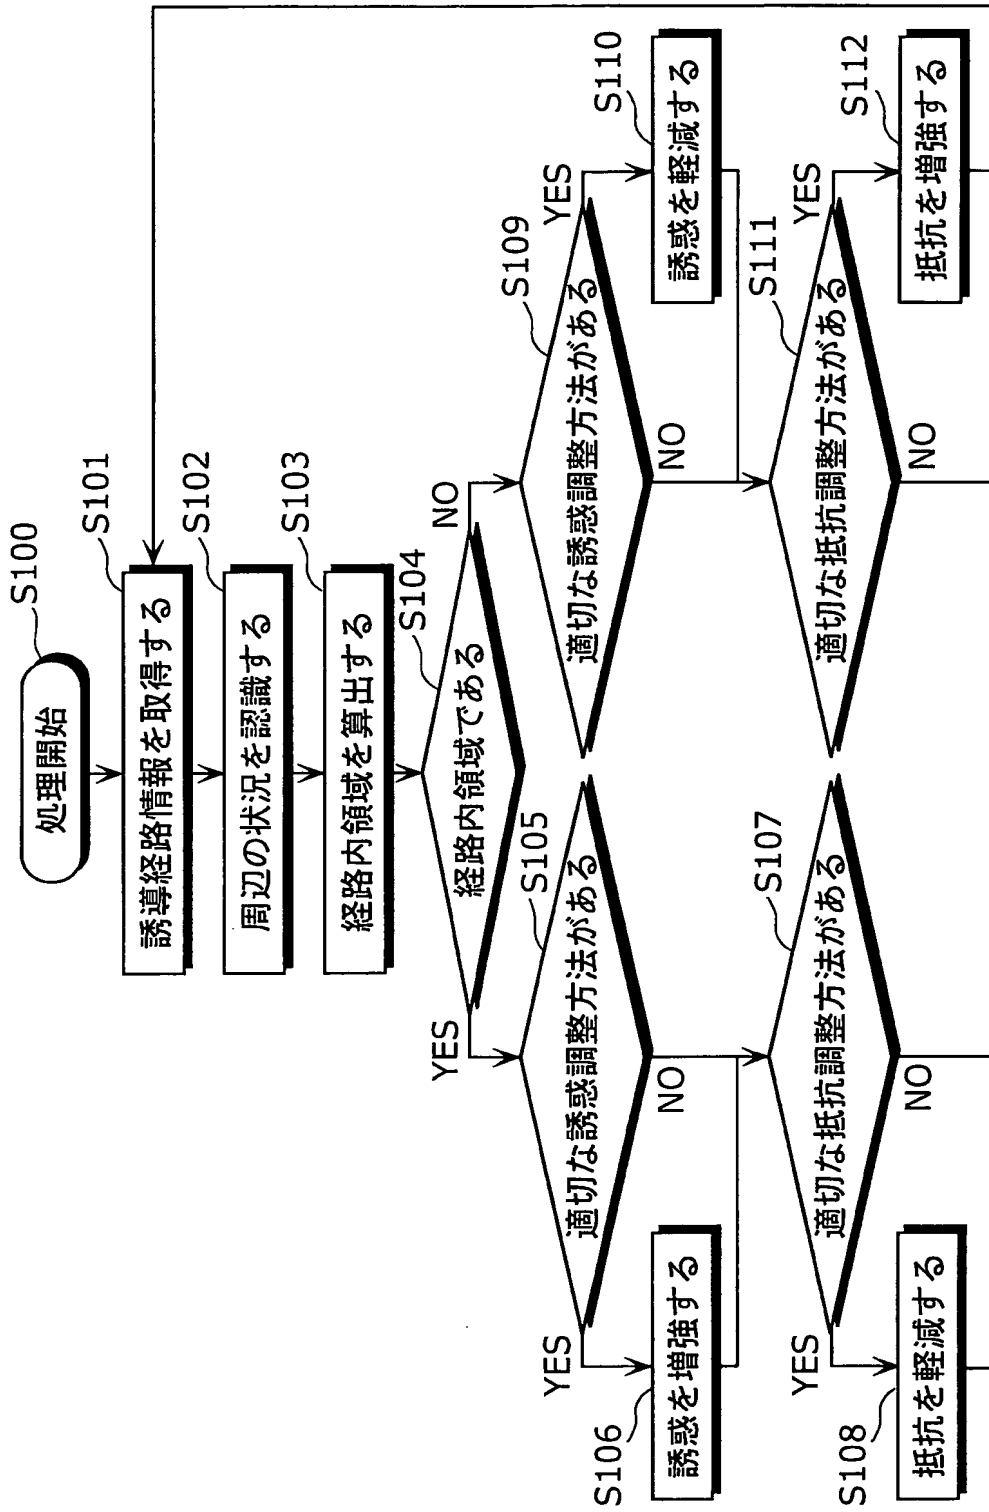 S100
処理開始
S101
誘導経路情報を取得する
S102
周辺の状況を認識する
S103
経路内領域を算出する
S104
経路内領域である
YES
NO
S105
適切な誘惑調整方法がある
YES
NO
S106
誘惑を増強する
S107
適切な抵抗調整方法がある
YES
NO
S108
抵抗を軽減する
S109
適切な誘惑調整方法がある
YES
NO
S110
誘惑を軽減する
S111
適切な抵抗調整方法がある
YES
NO
S112
抵抗を増強する